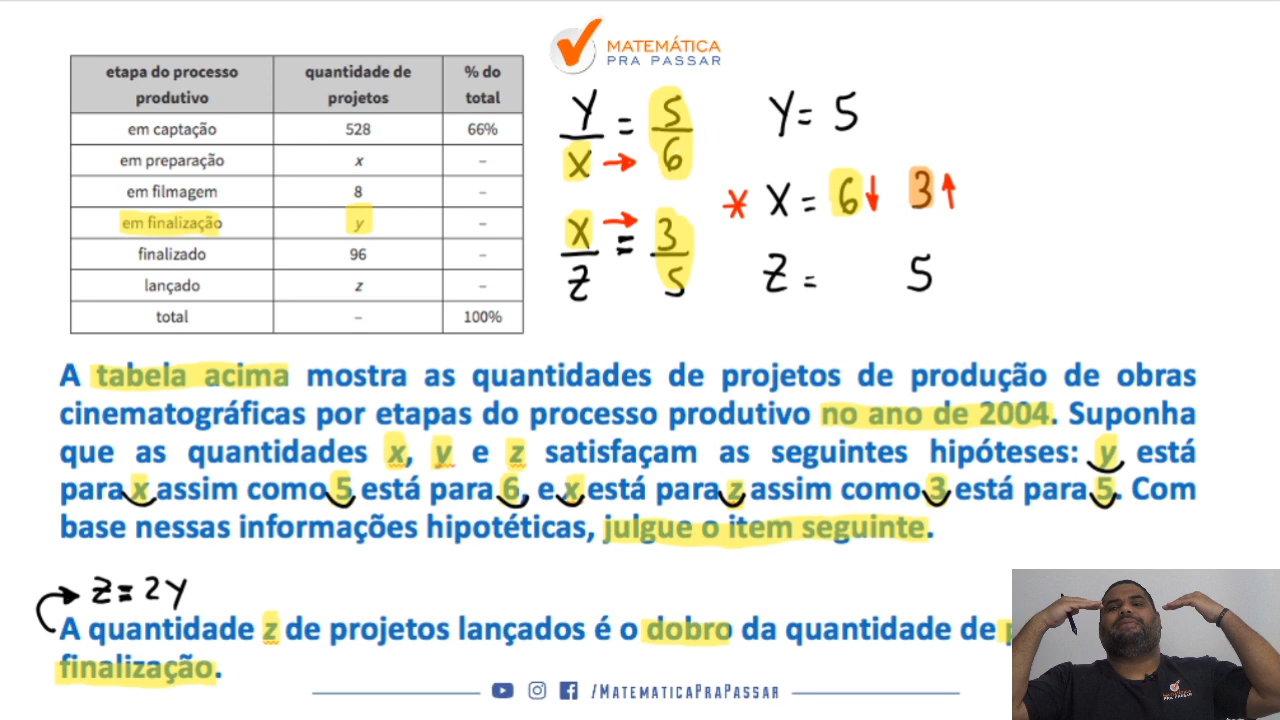 MATEMÁTICA
PRA PASSAR
etapa do processo produtivo quantidade de projetos % do total
em captação 528 66%
em preparação x –
em filmagem 8 –
em finalização y –
finalizado 96 –
lançado z –
total – 100%
Y/X → = 5/6
X/Z → = 3/5
Y = 5
* X = 6↓ 3↑
Z = 5
A tabela acima mostra as quantidades de projetos de produção de obras
cinematográficas por etapas do processo produtivo no ano de 2004. Suponha
que as quantidades x, y e z satisfaçam as seguintes hipóteses: y está
para x assim como 5 está para 6, e x está para z assim como 3 está para 5. Com
base nessas informações hipotéticas, julgue o item seguinte.
→ Z = 2Y
A quantidade z de projetos lançados é o dobro da quantidade de
finalização.
/MATEMATICAPRAPASSAR
MATEMÁTICA
PRA PASSAR